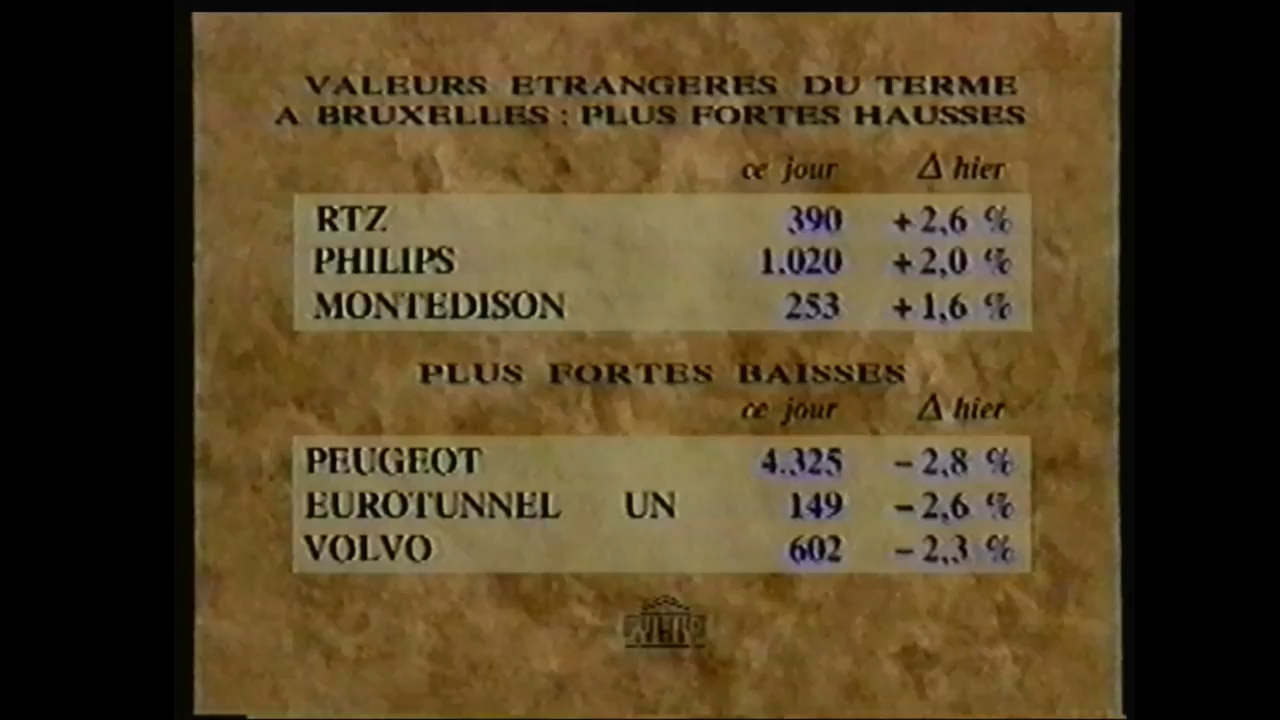 VALEURS ETRANGERES DU TERME
A BRUXELLES : PLUS FORTES HAUSSES
ce jour Δ hier
RTZ 390 +2,6 %
PHILIPS 1.020 +2,0 %
MONTEDISON 253 +1,6 %
PLUS FORTES BAISSES
ce jour Δ hier
PEUGEOT 4.325 -2,8 %
EUROTUNNEL UN 149 -2,6 %
VOLVO 602 -2,3 %